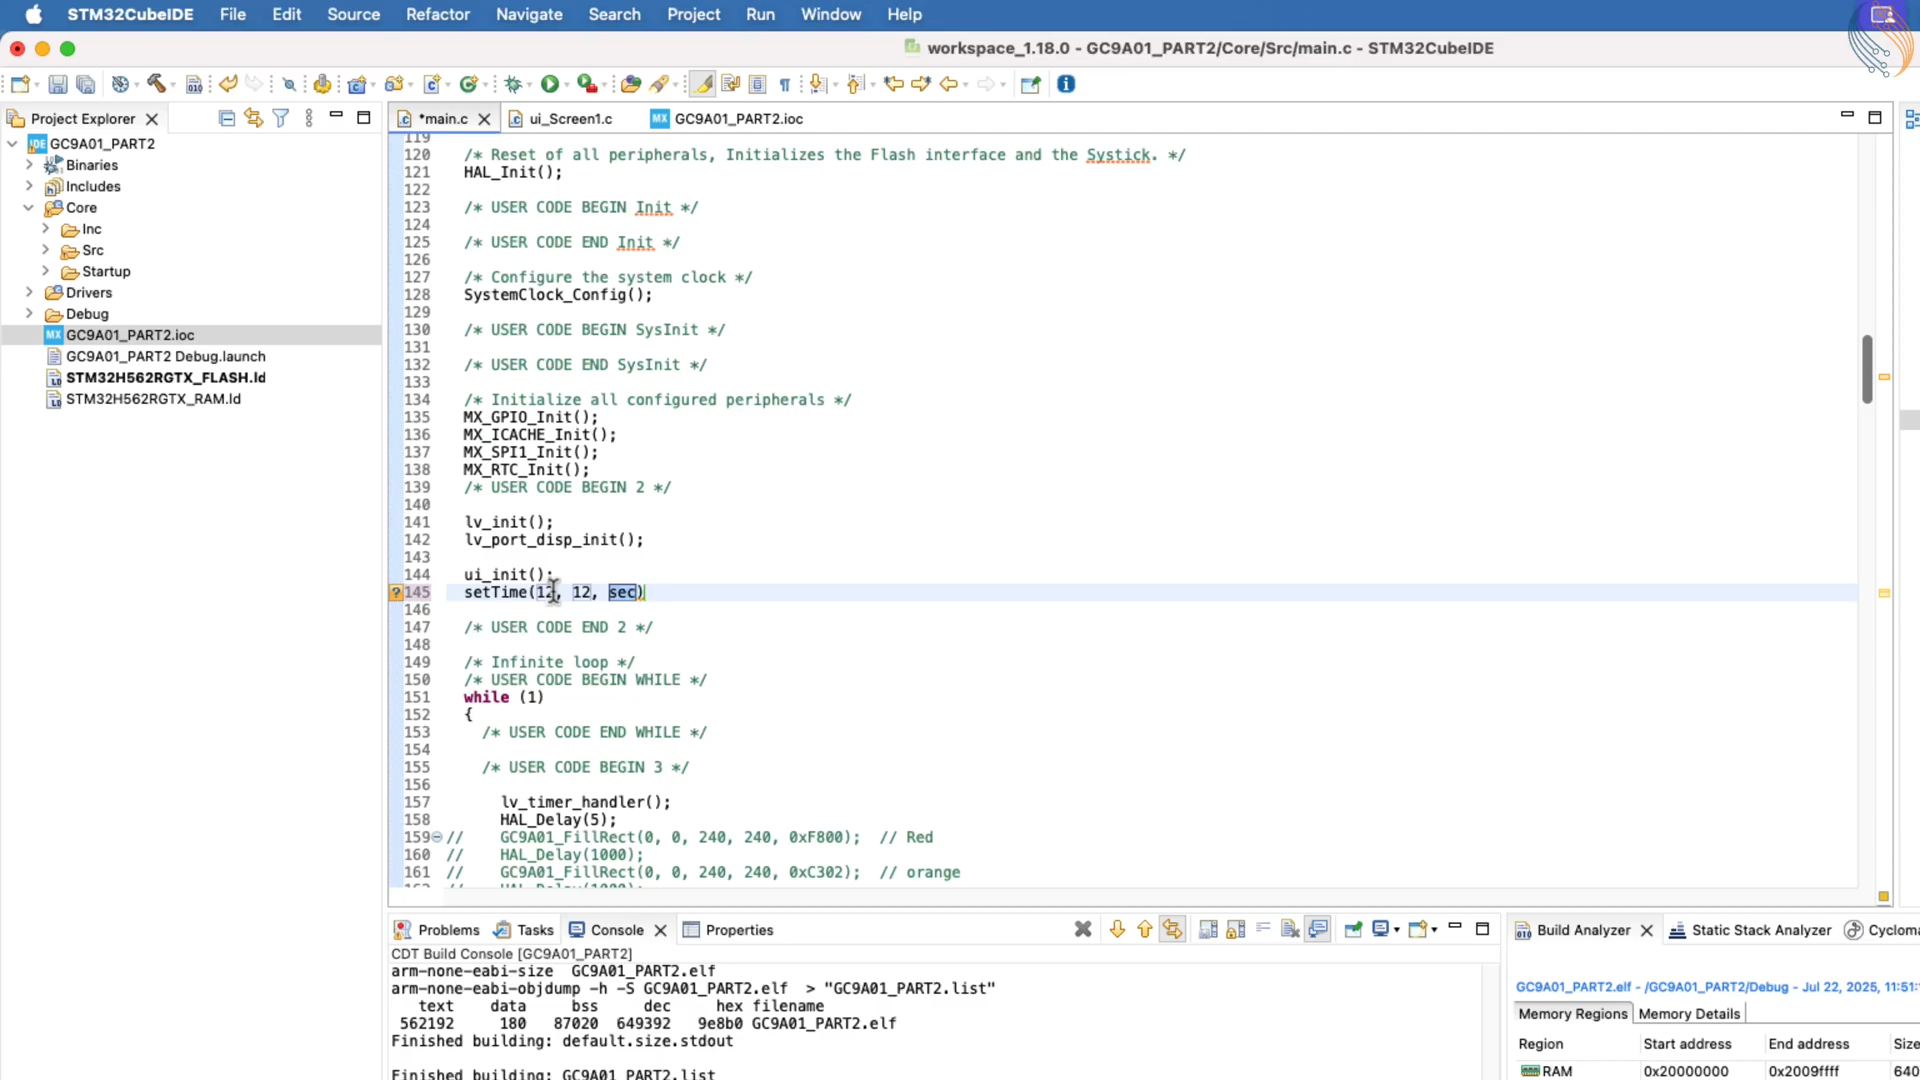 STM32CubeIDE File Edit Source Refactor Navigate Search Project Run Window Help
workspace_1.18.0 - GC9A01_PART2/Core/Src/main.c - STM32CubeIDE
Project Explorer
GC9A01_PART2
Binaries
Includes
Core
Inc
Src
Startup
Drivers
Debug
GC9A01_PART2.ioc
GC9A01_PART2 Debug.launch
STM32H562RGTX_FLASH.ld
STM32H562RGTX_RAM.ld
*main.c ui_Screen1.c GC9A01_PART2.ioc
119
120 /* Reset of all peripherals, Initializes the Flash interface and the Systick. */
121 HAL_Init();
122
123 /* USER CODE BEGIN Init */
124
125 /* USER CODE END Init */
126
127 /* Configure the system clock */
128 SystemClock_Config();
129
130 /* USER CODE BEGIN SysInit */
131
132 /* USER CODE END SysInit */
133
134 /* Initialize all configured peripherals */
135 MX_GPIO_Init();
136 MX_ICACHE_Init();
137 MX_SPI1_Init();
138 MX_RTC_Init();
139 /* USER CODE BEGIN 2 */
140
141 lv_init();
142 lv_port_disp_init();
143
144 ui_init();
145 setTime(12, 12, sec)
146
147 /* USER CODE END 2 */
148
149 /* Infinite loop */
150 /* USER CODE BEGIN WHILE */
151 while (1)
152 {
153 /* USER CODE END WHILE */
154
155 /* USER CODE BEGIN 3 */
156
157 lv_timer_handler();
158 HAL_Delay(5);
159 // GC9A01_FillRect(0, 0, 240, 240, 0xF800); // Red
160 // HAL_Delay(1000);
161 // GC9A01_FillRect(0, 0, 240, 240, 0xC302); // orange
Problems Tasks Console Properties
CDT Build Console [GC9A01_PART2]
arm-none-eabi-size GC9A01_PART2.elf
arm-none-eabi-objdump -h -S GC9A01_PART2.elf > "GC9A01_PART2.list"
text data bss dec hex filename
562192 180 87020 649392 9e8b0 GC9A01_PART2.elf
Finished building: default.size.stdout
Finished building: GC9A01_PART2.list
Build Analyzer Static Stack Analyzer Cycloma
GC9A01_PART2.elf - /GC9A01_PART2/Debug - Jul 22, 2025, 11:51:
Memory Regions Memory Details
Region Start address End address Size
RAM 0x20000000 0x2009ffff 640